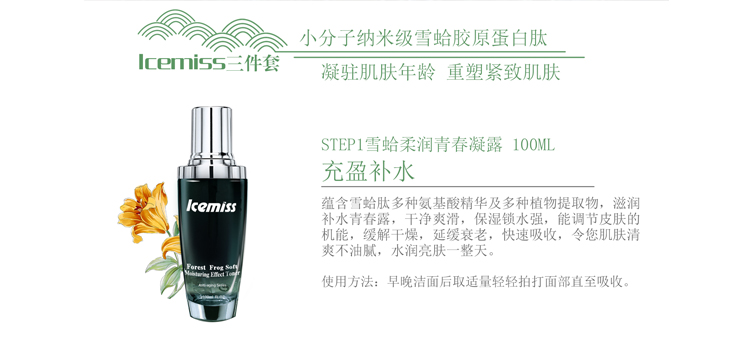 小分子纳米级雪蛤胶原蛋白肽
Icemiss三件套
凝驻肌肤年龄 重塑紧致肌肤
STEP1雪蛤柔润青春凝露 100ML
充盈补水
蕴含雪蛤肽多种氨基酸精华及多种植物提取物，滋润
补水青春露，干净爽滑，保湿锁水强，能调节皮肤的
机能，缓解干燥，延缓衰老，快速吸收，令您肌肤清
爽不油腻，水润亮肤一整天。
使用方法：早晚洁面后取适量轻轻拍打面部直至吸收。
Icemiss
Forest Frog Soft
Moisturing Effect Toner